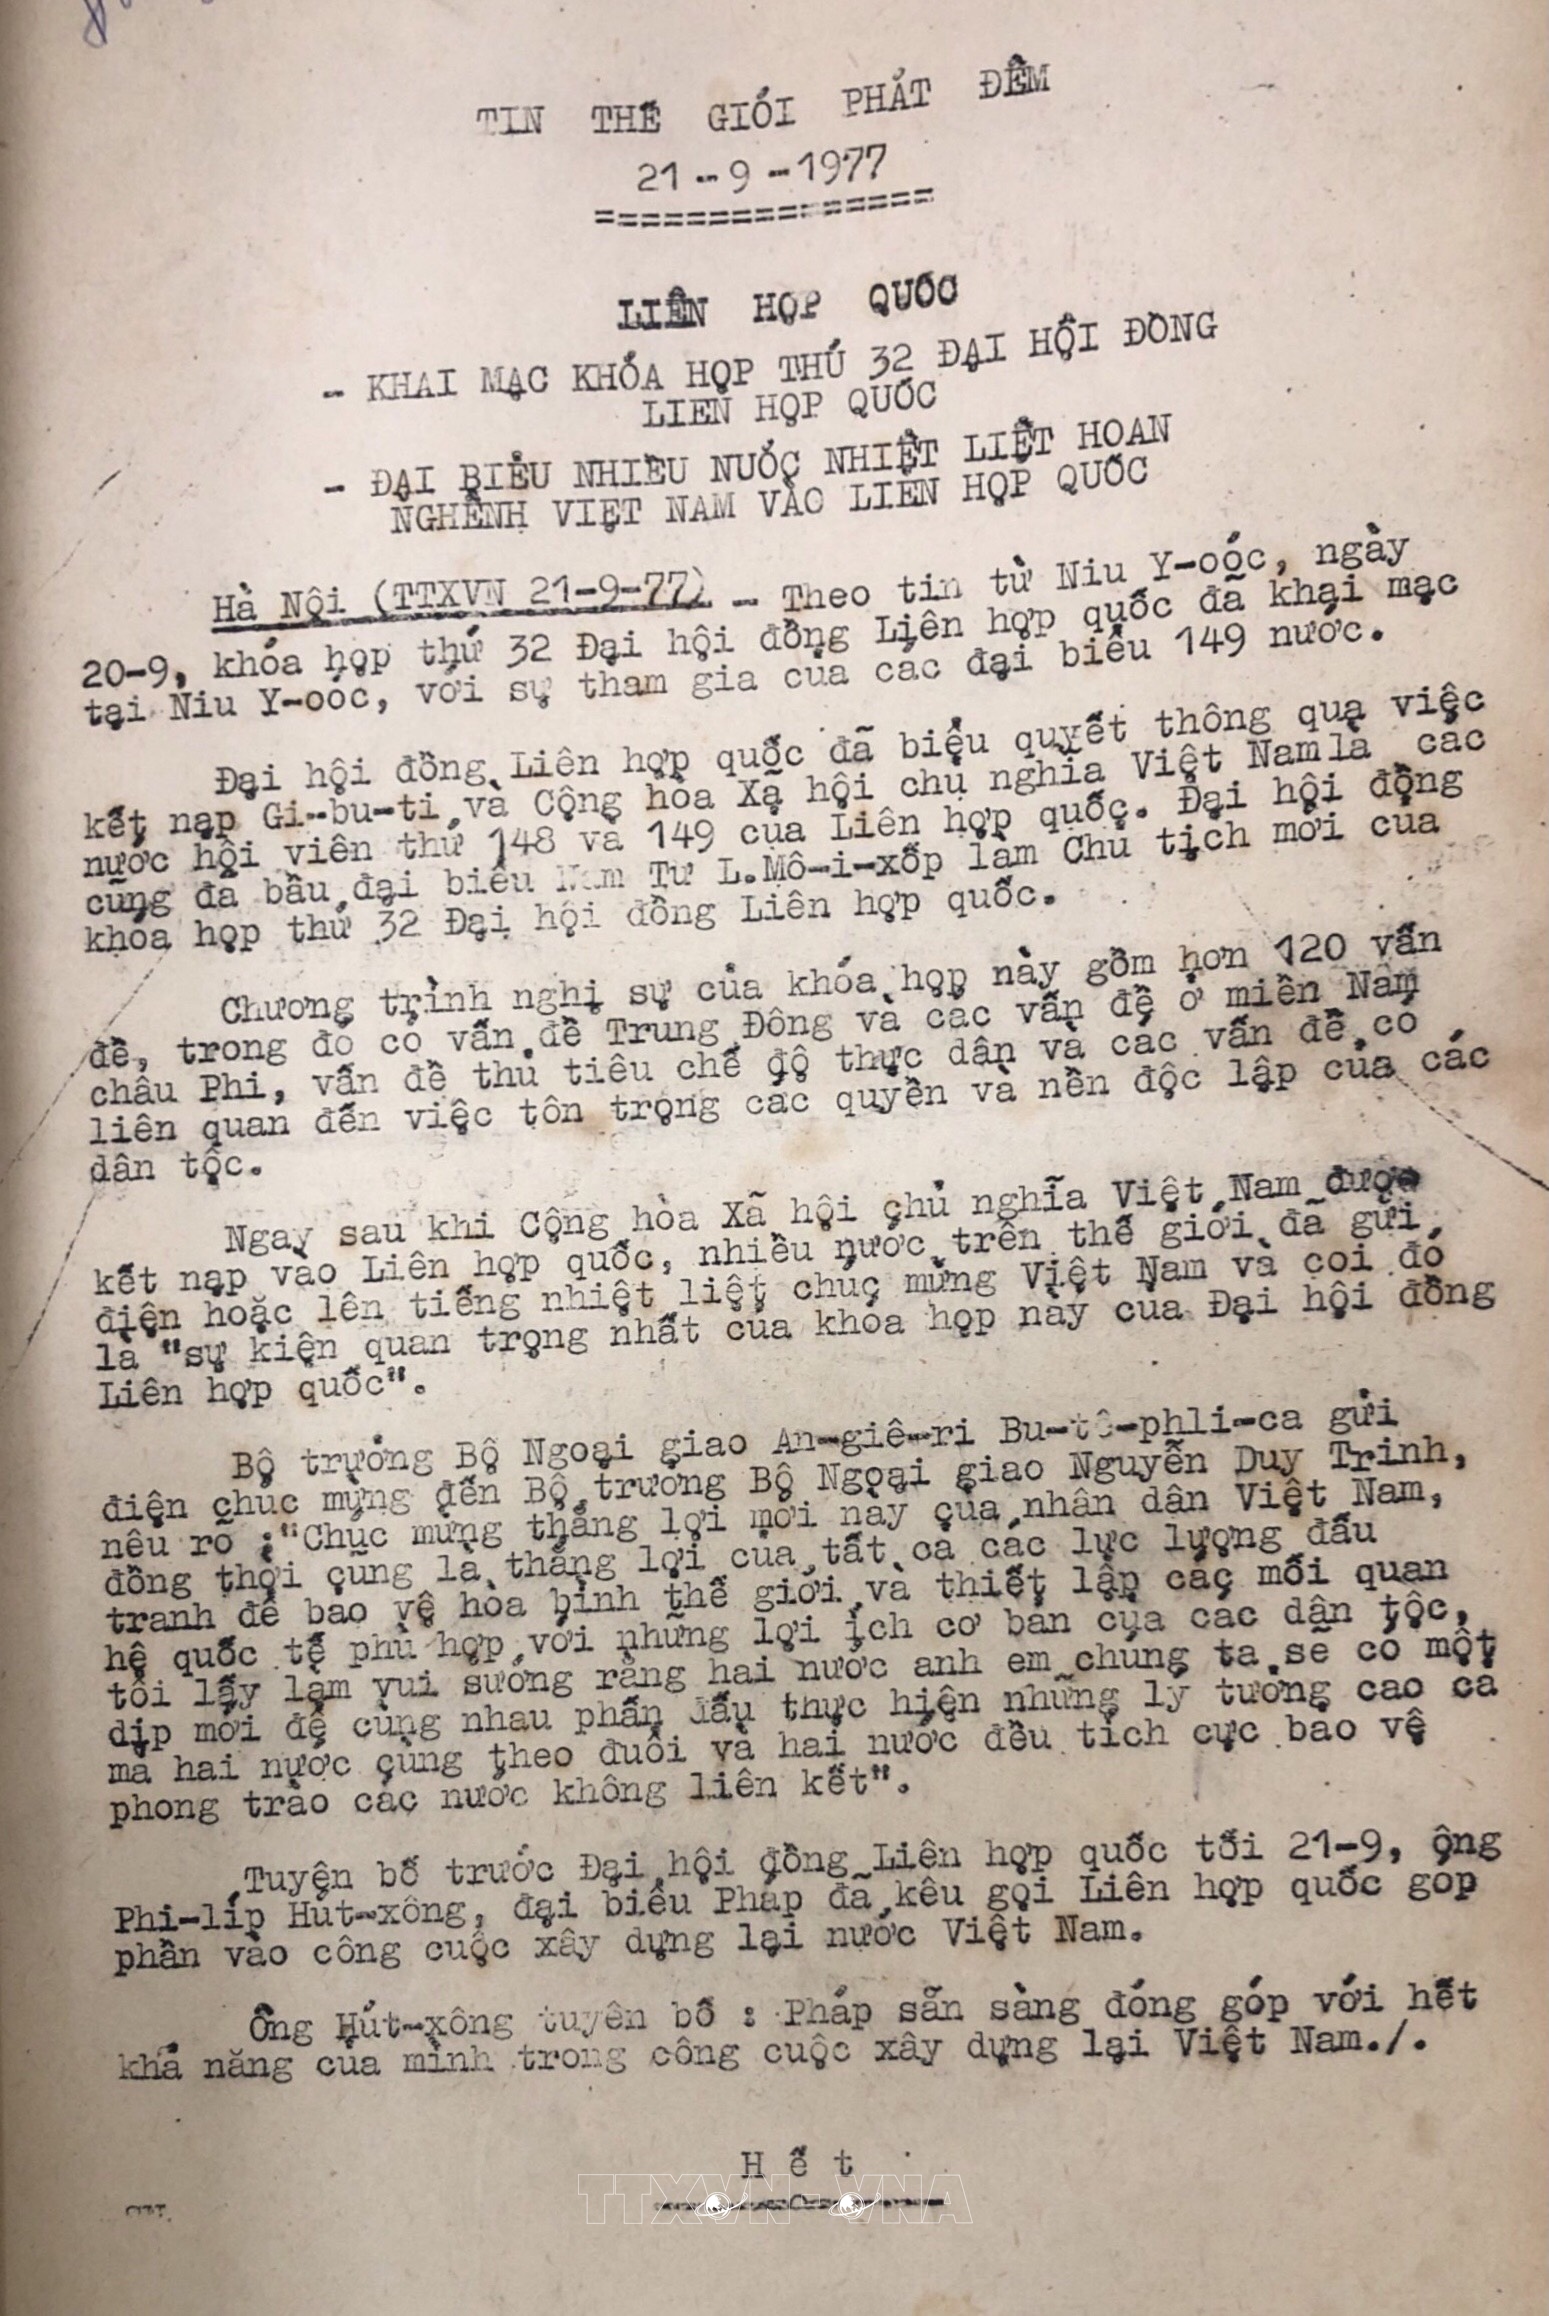 TIN THẾ GIỚI PHÁT ĐÊM
21-9-1977
===============
LIÊN HỢP QUỐC
- KHAI MẠC KHÓA HỌP THỨ 32 ĐẠI HỘI ĐỒNG
LIÊN HỢP QUỐC
- ĐẠI BIỂU NHIỀU NƯỚC NHIỆT LIỆT HOAN
NGHÊNH VIỆT NAM VÀO LIÊN HỢP QUỐC
Hà Nội (TTXVN 21-9-77) - Theo tin từ Niu Y-oóc, ngày
20-9, khóa họp thứ 32 Đại hội đồng Liên hợp quốc đã khai mạc
tại Niu Y-oóc, với sự tham gia của các đại biểu 149 nước.
Đại hội đồng Liên hợp quốc đã biểu quyết thông qua việc
kết nạp Gi-bu-ti và Cộng hòa Xã hội chủ nghĩa Việt Nam là các
nước hội viên thứ 148 và 149 của Liên hợp quốc. Đại hội đồng
cũng đã bầu đại biểu Nam Tư L.Mô-i-xốp làm Chủ tịch mới của
khóa họp thứ 32 Đại hội đồng Liên hợp quốc.
Chương trình nghị sự của khóa họp này gồm hơn 120 vấn
đề, trong đó có vấn đề Trung Đông và các vấn đề ở miền Nam
châu Phi, vấn đề thủ tiêu chế độ thực dân và các vấn đề có
liên quan đến việc tôn trọng các quyền và nền độc lập của các
dân tộc.
Ngay sau khi Cộng hòa Xã hội chủ nghĩa Việt Nam được
kết nạp vào Liên hợp quốc, nhiều nước trên thế giới đã gửi
điện hoặc lên tiếng nhiệt liệt chúc mừng Việt Nam và coi đó
là "sự kiện quan trọng nhất của khóa họp này của Đại hội đồng
Liên hợp quốc".
Bộ trưởng Bộ Ngoại giao An-giê-ri Bu-tê-phli-ca gửi
điện chúc mừng đến Bộ trưởng Bộ Ngoại giao Nguyễn Duy Trinh,
nêu rõ :"Chúc mừng thắng lợi mới này của nhân dân Việt Nam,
đồng thời cũng là thắng lợi của tất cả các lực lượng đấu
tranh để bảo vệ hòa bình thế giới và thiết lập các mối quan
hệ quốc tế phù hợp với những lợi ích cơ bản của các dân tộc,
tôi lấy làm vui sướng rằng hai nước anh em chúng ta sẽ có một
dịp mới để cùng nhau phấn đấu thực hiện những lý tưởng cao cả
mà hai nước cùng theo đuổi và hai nước đều tích cực bảo vệ
phong trào các nước không liên kết".
Tuyên bố trước Đại hội đồng Liên hợp quốc tối 21-9, ông
Phi-líp Hút-xông, đại biểu Pháp đã kêu gọi Liên hợp quốc góp
phần vào công cuộc xây dựng lại nước Việt Nam.
Ông Hút-xông tuyên bố : Pháp sẵn sàng đóng góp với hết
khả năng của mình trong công cuộc xây dựng lại Việt Nam./.
Hết
TTXVN-VNA